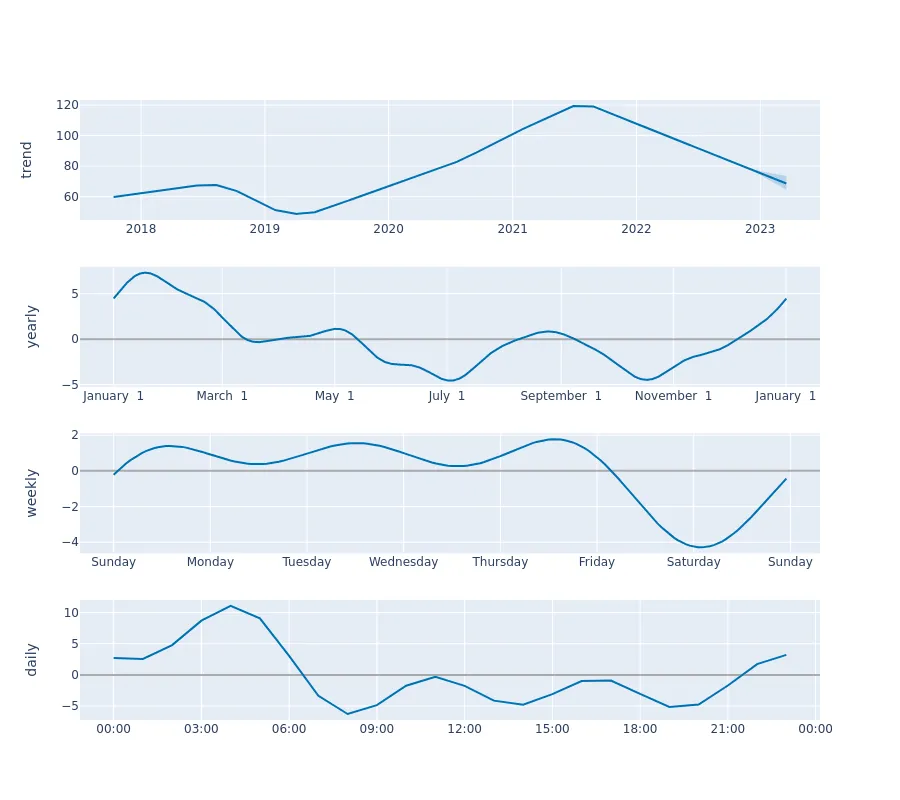 trend
120
100
80
60
2018 2019 2020 2021 2022 2023
yearly
5
0
−5
January 1 March 1 May 1 July 1 September 1 November 1 January 1
weekly
2
0
−2
−4
Sunday Monday Tuesday Wednesday Thursday Friday Saturday Sunday
daily
10
5
0
−5
00:00 03:00 06:00 09:00 12:00 15:00 18:00 21:00 00:00